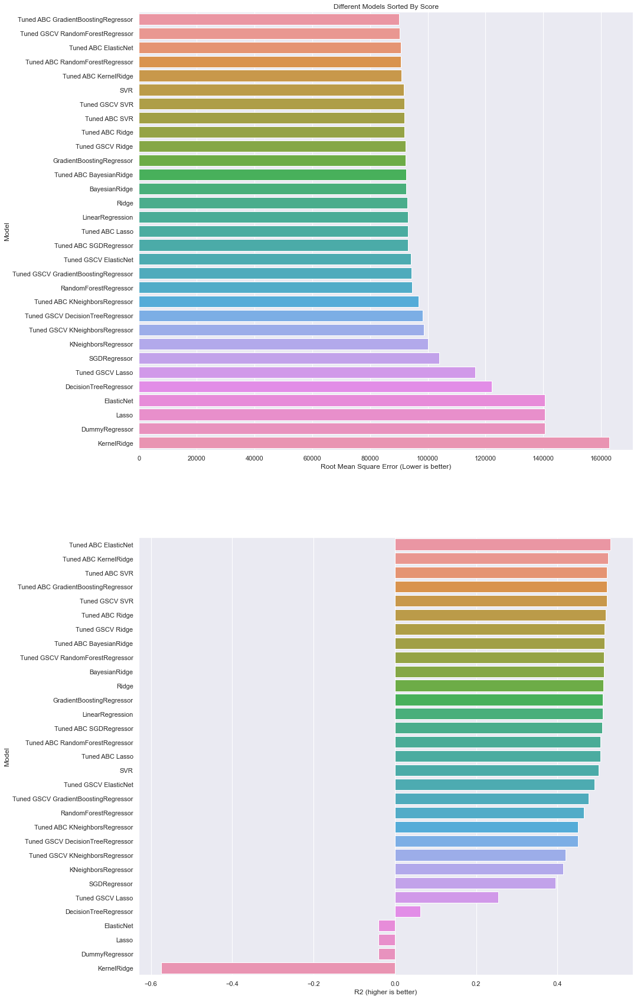 Different Models Sorted By Score
Tuned ABC GradientBoostingRegressor
Tuned GSCV RandomForestRegressor
Tuned ABC ElasticNet
Tuned ABC RandomForestRegressor
Tuned ABC KernelRidge
SVR
Tuned GSCV SVR
Tuned ABC SVR
Tuned ABC Ridge
Tuned GSCV Ridge
GradientBoostingRegressor
Tuned ABC BayesianRidge
BayesianRidge
Ridge
LinearRegression
Tuned ABC Lasso
Tuned ABC SGDRegressor
Tuned GSCV ElasticNet
Tuned GSCV GradientBoostingRegressor
RandomForestRegressor
Tuned ABC KNeighborsRegressor
Tuned GSCV DecisionTreeRegressor
Tuned GSCV KNeighborsRegressor
KNeighborsRegressor
SGDRegressor
Tuned GSCV Lasso
DecisionTreeRegressor
ElasticNet
Lasso
DummyRegressor
KernelRidge
Model
0 20000 40000 60000 80000 100000 120000 140000 160000
Root Mean Square Error (Lower is better)
Tuned ABC ElasticNet
Tuned ABC KernelRidge
Tuned ABC SVR
Tuned ABC GradientBoostingRegressor
Tuned GSCV SVR
Tuned ABC Ridge
Tuned GSCV Ridge
Tuned ABC BayesianRidge
Tuned GSCV RandomForestRegressor
BayesianRidge
Ridge
GradientBoostingRegressor
LinearRegression
Tuned ABC SGDRegressor
Tuned ABC RandomForestRegressor
Tuned ABC Lasso
SVR
Tuned GSCV ElasticNet
Tuned GSCV GradientBoostingRegressor
RandomForestRegressor
Tuned ABC KNeighborsRegressor
Tuned GSCV DecisionTreeRegressor
Tuned GSCV KNeighborsRegressor
KNeighborsRegressor
SGDRegressor
Tuned GSCV Lasso
DecisionTreeRegressor
ElasticNet
Lasso
DummyRegressor
KernelRidge
Model
−0.6 −0.4 −0.2 0.0 0.2 0.4
R2 (higher is better)